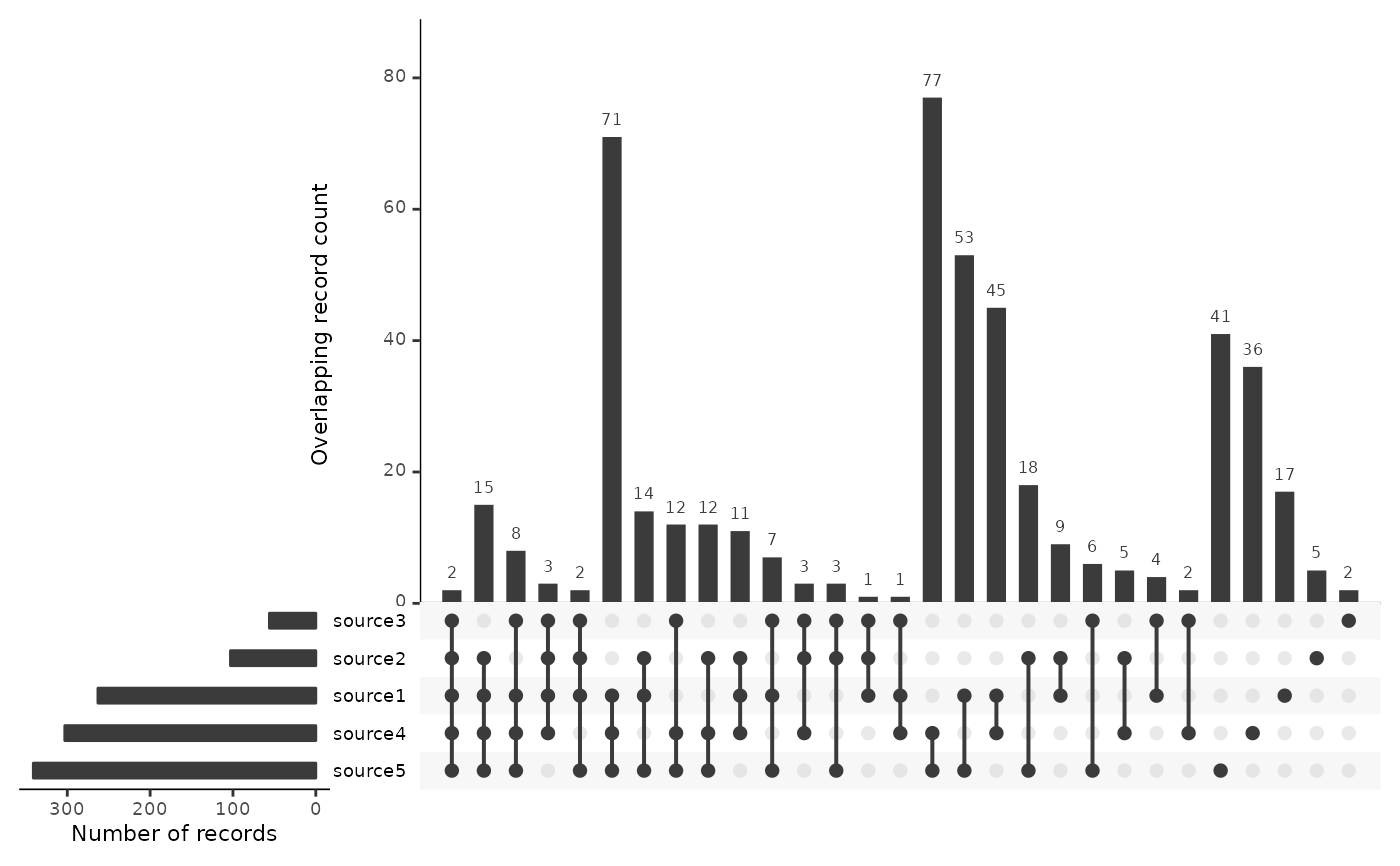 80
60
40
20
0
Overlapping record count
2 15 8 3 2 71 14 12 12 11 7 3 3 1 1 77 53 45 18 9 6 5 4 2 41 36 17 5 2
source3
source2
source1
source4
source5
300 200 100 0
Number of records